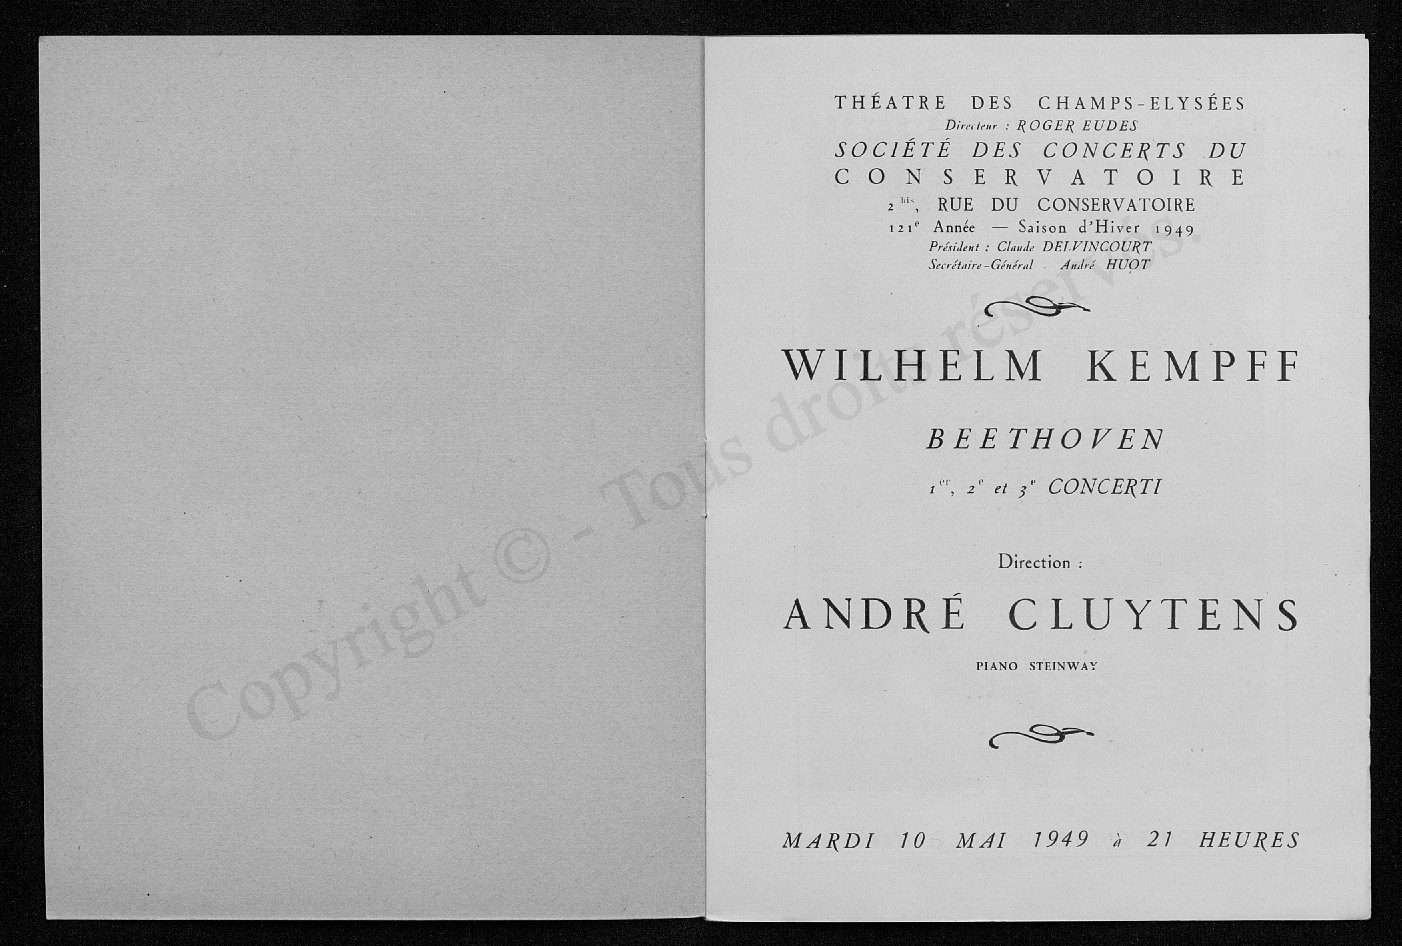 THÉATRE DES CHAMPS-ELYSÉES
Directeur : ROGER EUDES
SOCIÉTÉ DES CONCERTS DU
CONSERVATOIRE
2 bis, RUE DU CONSERVATOIRE
121e Année — Saison d'Hiver 1949
Président : Claude DELVINCOURT
Secrétaire-Général . André HUOT
WILHELM KEMPFF
BEETHOVEN
1er, 2e et 3e CONCERTI
Direction :
ANDRÉ CLUYTENS
PIANO STEINWAY
MARDI 10 MAI 1949 à 21 HEURES
Copyright © - Tous droits réservés.